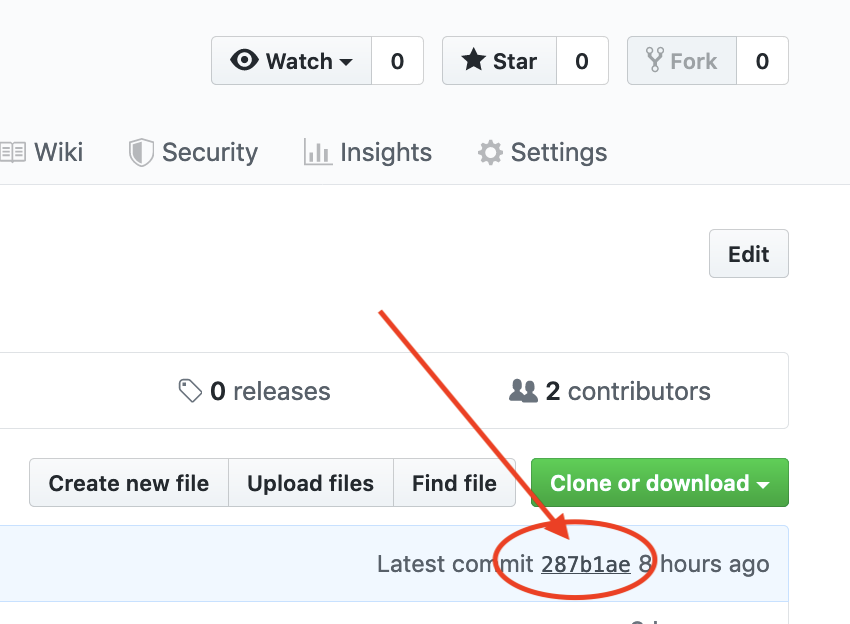 Watch 0 Star 0 Fork 0
Wiki Security Insights Settings
Edit
0 releases 2 contributors
Create new file Upload files Find file Clone or download
Latest commit 287b1ae 8 hours ago